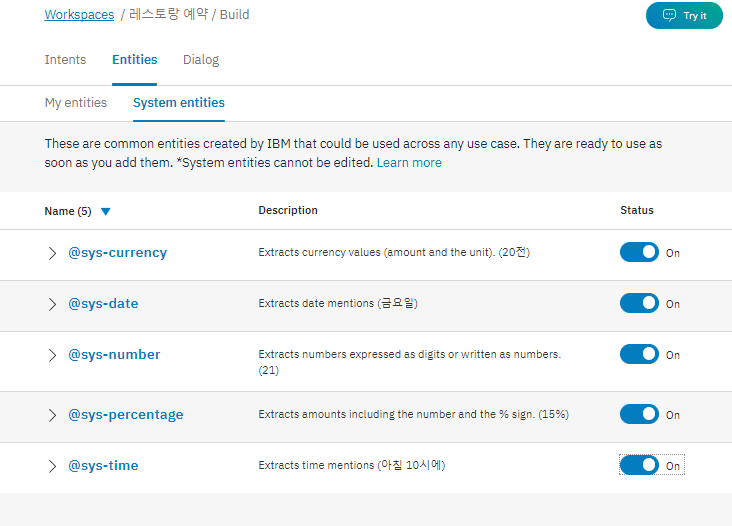 Workspaces / 레스토랑 예약 / Build
Try it
Intents Entities Dialog
My entities System entities
These are common entities created by IBM that could be used across any use case. They are ready to use as
soon as you add them. *System entities cannot be edited. Learn more
Name (5) Description Status
@sys-currency Extracts currency values (amount and the unit). (20전) On
@sys-date Extracts date mentions (금요일) On
@sys-number Extracts numbers expressed as digits or written as numbers. On
(21)
@sys-percentage Extracts amounts including the number and the % sign. (15%) On
@sys-time Extracts time mentions (아침 10시에) On